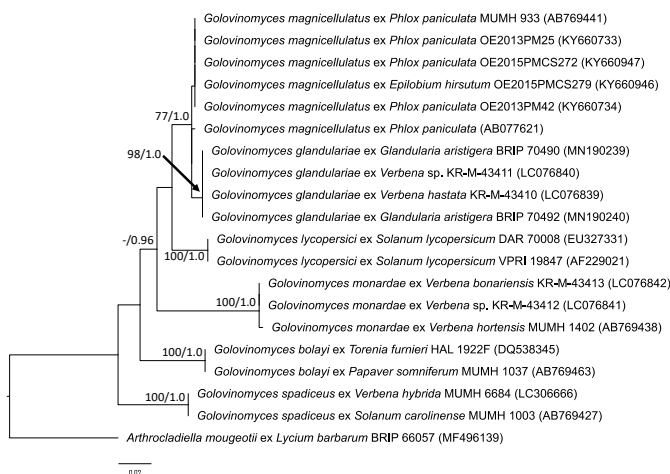 Golovinomyces magnicellulatus ex Phlox paniculata MUMH 933 (AB769441)
Golovinomyces magnicellulatus ex Phlox paniculata OE2013PM25 (KY660733)
Golovinomyces magnicellulatus ex Phlox paniculata OE2015PMCS272 (KY660947)
Golovinomyces magnicellulatus ex Epilobium hirsutum OE2015PMCS279 (KY660946)
Golovinomyces magnicellulatus ex Phlox paniculata OE2013PM42 (KY660734)
77/1.0
Golovinomyces magnicellulatus ex Phlox paniculata (AB077621)
Golovinomyces glandulariae ex Glandularia aristigera BRIP 70490 (MN190239)
98/1.0
Golovinomyces glandulariae ex Verbena sp. KR-M-43411 (LC076840)
Golovinomyces glandulariae ex Verbena hastata KR-M-43410 (LC076839)
Golovinomyces glandulariae ex Glandularia aristigera BRIP 70492 (MN190240)
-/0.96
Golovinomyces lycopersici ex Solanum lycopersicum DAR 70008 (EU327331)
100/1.0
Golovinomyces lycopersici ex Solanum lycopersicum VPRI 19847 (AF229021)
Golovinomyces monardae ex Verbena bonariensis KR-M-43413 (LC076842)
100/1.0
Golovinomyces monardae ex Verbena sp. KR-M-43412 (LC076841)
Golovinomyces monardae ex Verbena hortensis MUMH 1402 (AB769438)
100/1.0
Golovinomyces bolayi ex Torenia furnieri HAL 1922F (DQ538345)
Golovinomyces bolayi ex Papaver somniferum MUMH 1037 (AB769463)
100/1.0
Golovinomyces spadiceus ex Verbena hybrida MUMH 6684 (LC306666)
Golovinomyces spadiceus ex Solanum carolinense MUMH 1003 (AB769427)
Arthrocladiella mougeotii ex Lycium barbarum BRIP 66057 (MF496139)
0.02